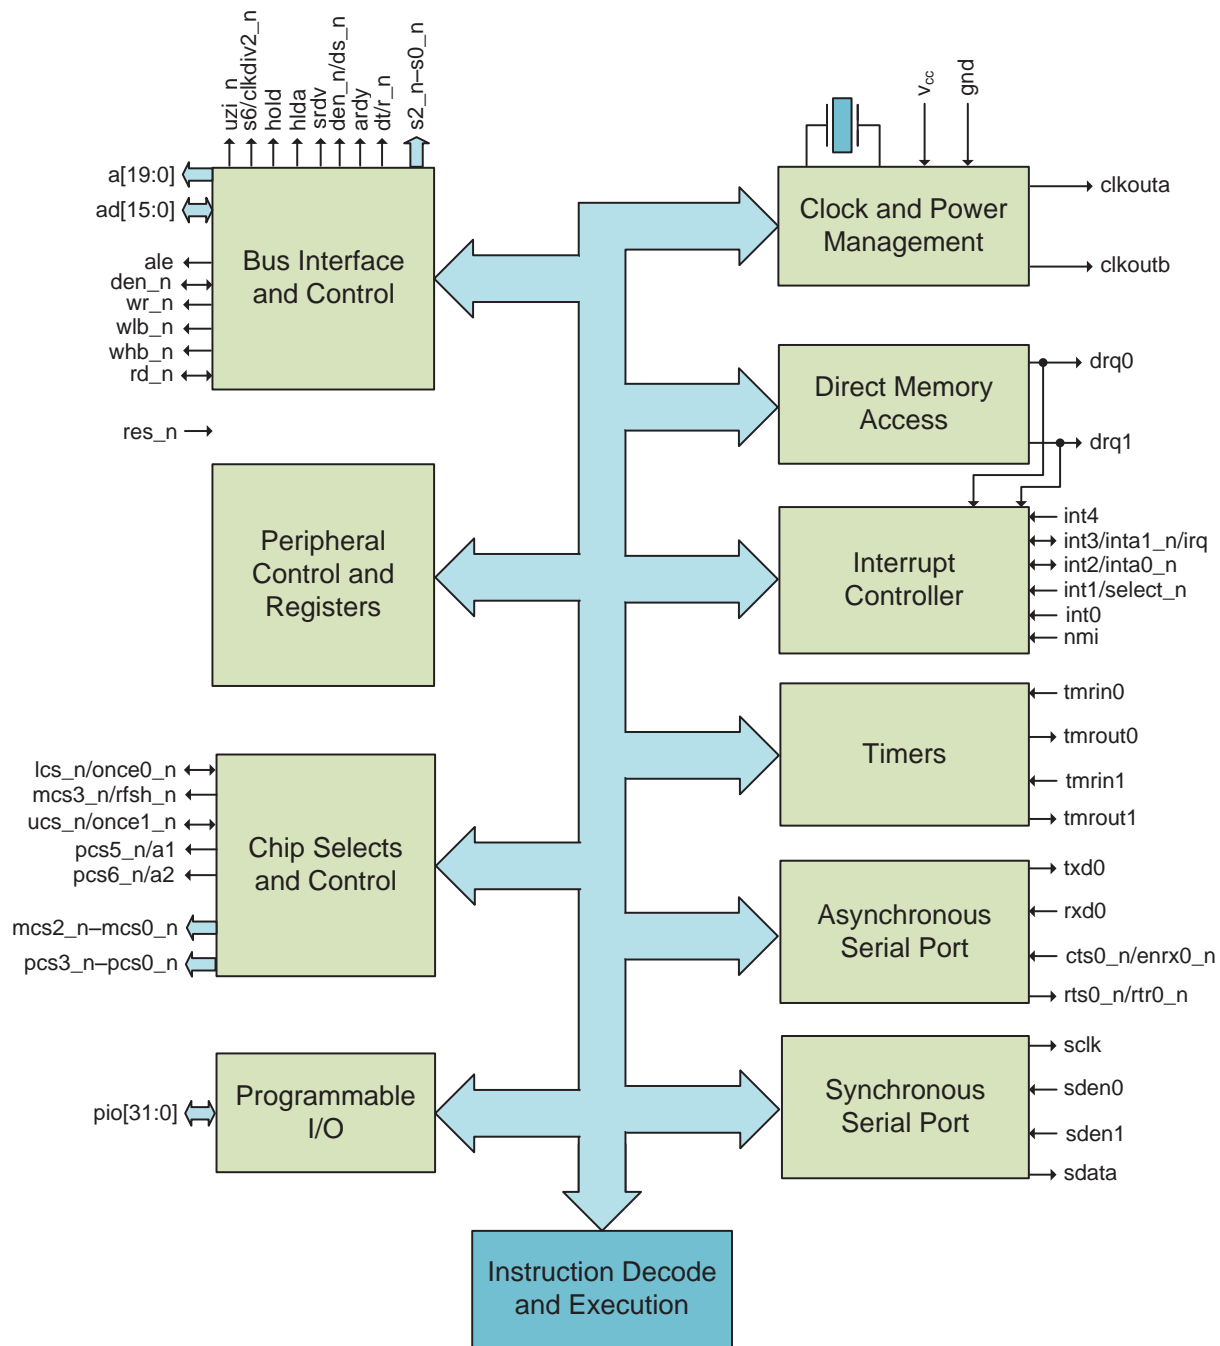 uzi_n
s6/clkdiv2_n
hold
hlda
srdv
den_n/ds_n
ardy
dt/r_n
s2_n–s0_n
a[19:0]
ad[15:0]
ale
den_n
wr_n
wlb_n
whb_n
rd_n
res_n
Bus Interface
and Control
Peripheral
Control and
Registers
lcs_n/once0_n
mcs3_n/rfsh_n
ucs_n/once1_n
pcs5_n/a1
pcs6_n/a2
mcs2_n–mcs0_n
pcs3_n–pcs0_n
Chip Selects
and Control
pio[31:0]
Programmable
I/O
vcc
gnd
Clock and Power
Management
clkouta
clkoutb
Direct Memory
Access
drq0
drq1
Interrupt
Controller
int4
int3/inta1_n/irq
int2/inta0_n
int1/select_n
int0
nmi
Timers
tmrin0
tmrout0
tmrin1
tmrout1
Asynchronous
Serial Port
txd0
rxd0
cts0_n/enrx0_n
rts0_n/rtr0_n
Synchronous
Serial Port
sclk
sden0
sden1
sdata
Instruction Decode
and Execution